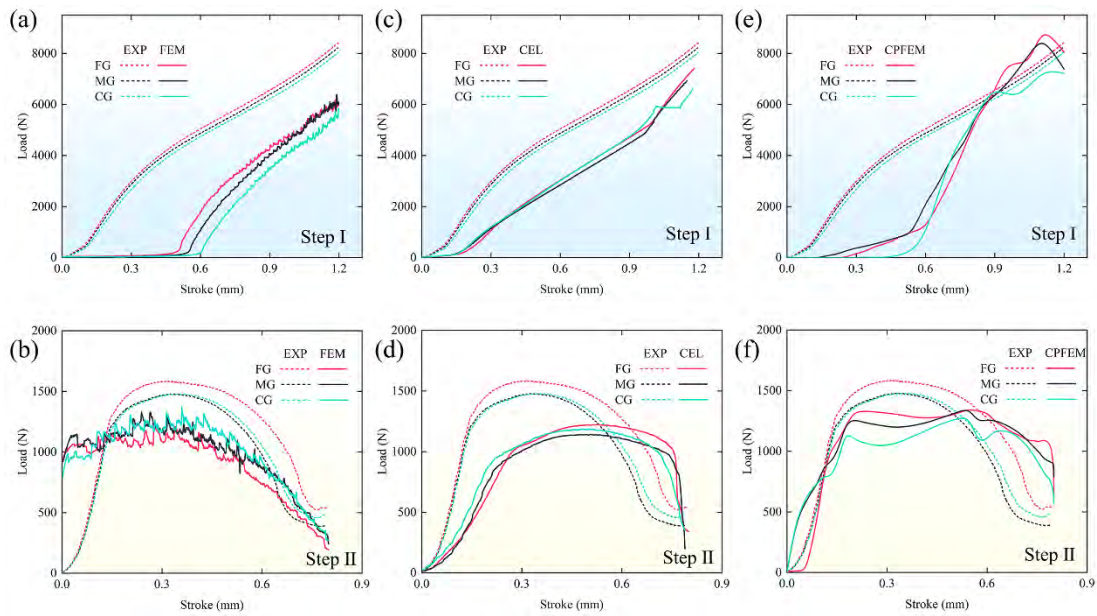 (a)
EXP FEM
FG
MG
CG
8000
6000
4000
2000
0
Load (N)
0.0 0.3 0.6 0.9 1.2
Stroke (mm)
Step I
(c)
EXP CEL
FG
MG
CG
8000
6000
4000
2000
0
Load (N)
0.0 0.3 0.6 0.9 1.2
Stroke (mm)
Step I
(e)
EXP CPFEM
FG
MG
CG
8000
6000
4000
2000
0
Load (N)
0.0 0.3 0.6 0.9 1.2
Stroke (mm)
Step I
(b)
EXP FEM
FG
MG
CG
2000
1500
1000
500
0
Load (N)
0.0 0.3 0.6 0.9
Stroke (mm)
Step II
(d)
EXP CEL
FG
MG
CG
2000
1500
1000
500
0
Load (N)
0.0 0.3 0.6 0.9
Stroke (mm)
Step II
(f)
EXP CPFEM
FG
MG
CG
2000
1500
1000
500
0
Load (N)
0.0 0.3 0.6 0.9
Stroke (mm)
Step II